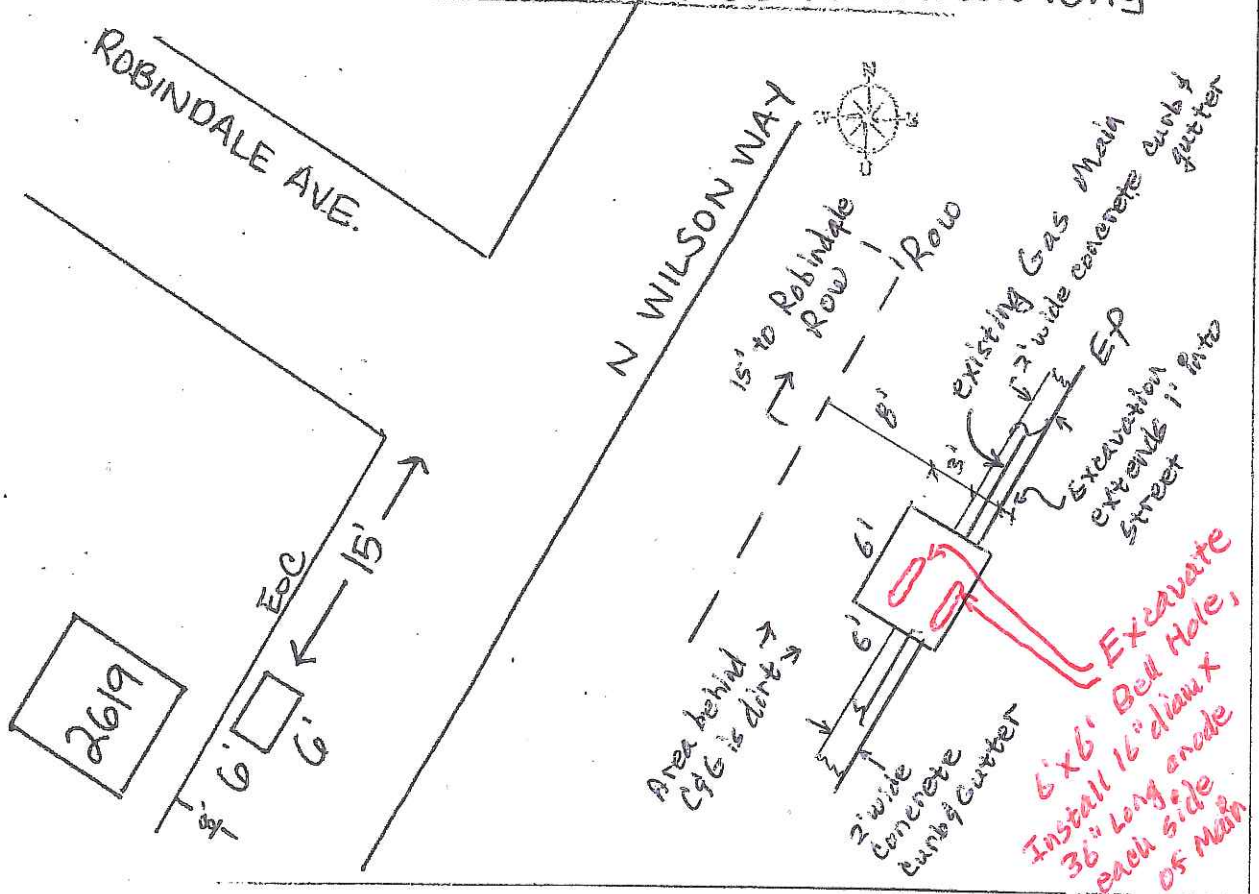 ROBINDALE AVE.
N WILSON WAY
N
15' to Robindale
Row
Row
8'
3'
existing Gas Main
2' wide concrete curb &
gutter
EP
Excavation
extends 1' into
street
6'
6'
Area behind
C&G is dirt
2' wide
concrete
curb & Gutter
Excavate
6'x6' Bell Hole,
Install 16" diam x
36" Long anode
each side
of Main
EOC
15'
2619
6'
6'
8'